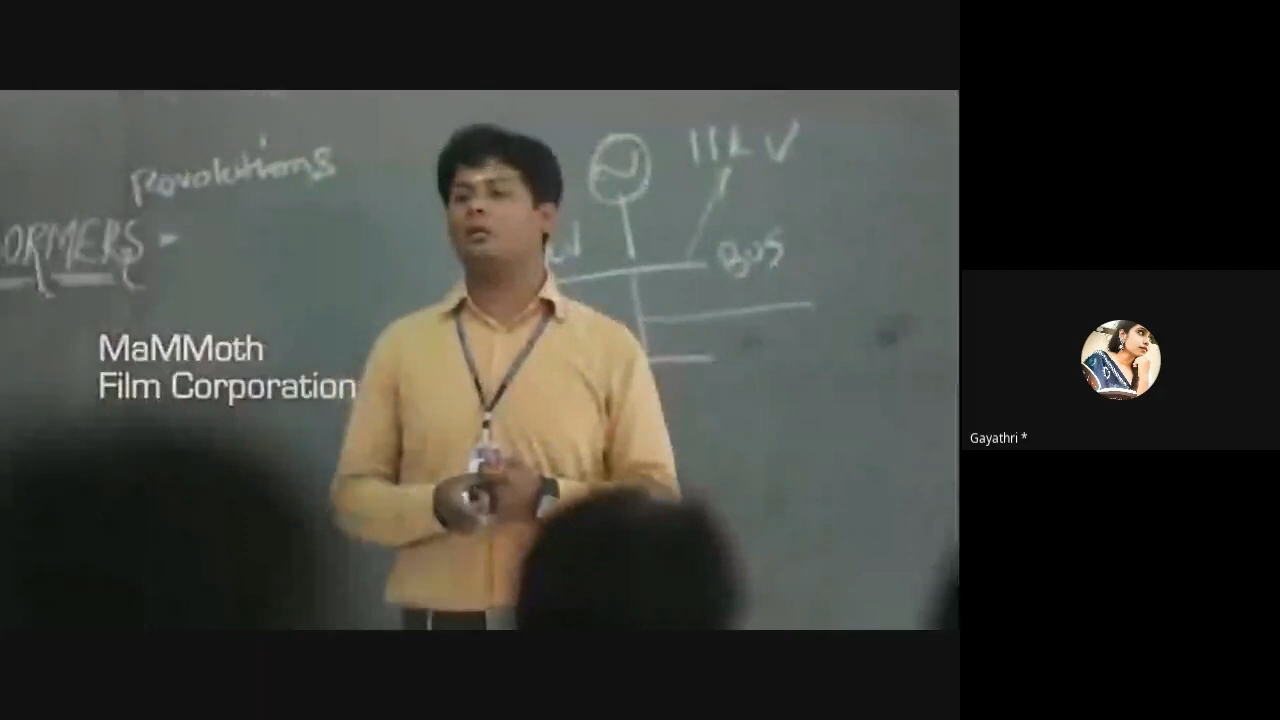 Revolutions
ORMERS -
11kV
BUS
MaMMoth
Film Corporation
Gayathri *